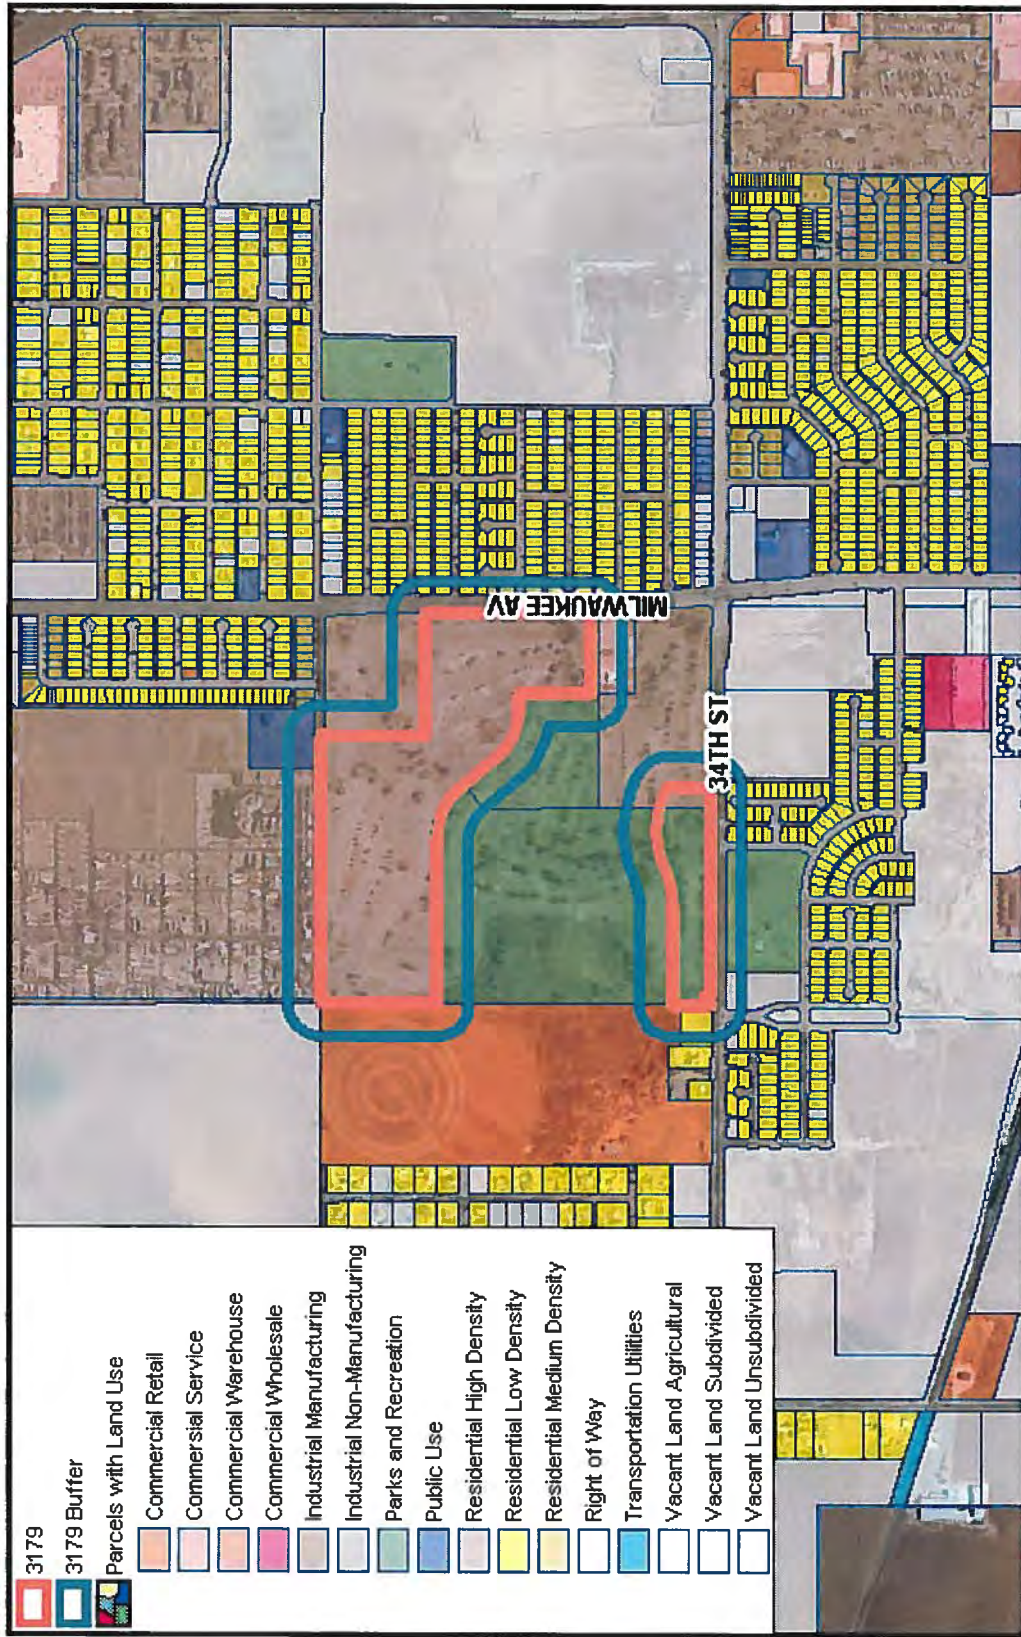 3179
3179 Buffer
Parcels with Land Use
Commercial Retail
Commersial Service
Commercial Warehouse
Commercial Wholesale
Industrial Manufacturing
Industrial Non-Manufacturing
Parks and Recreation
Public Use
Residential High Density
Residential Low Density
Residential Medium Density
Right of Way
Transportation Utilities
Vacant Land Agricultural
Vacant Land Subdivided
Vacant Land Unsubdivided
MILWAUKEE AV
34TH ST